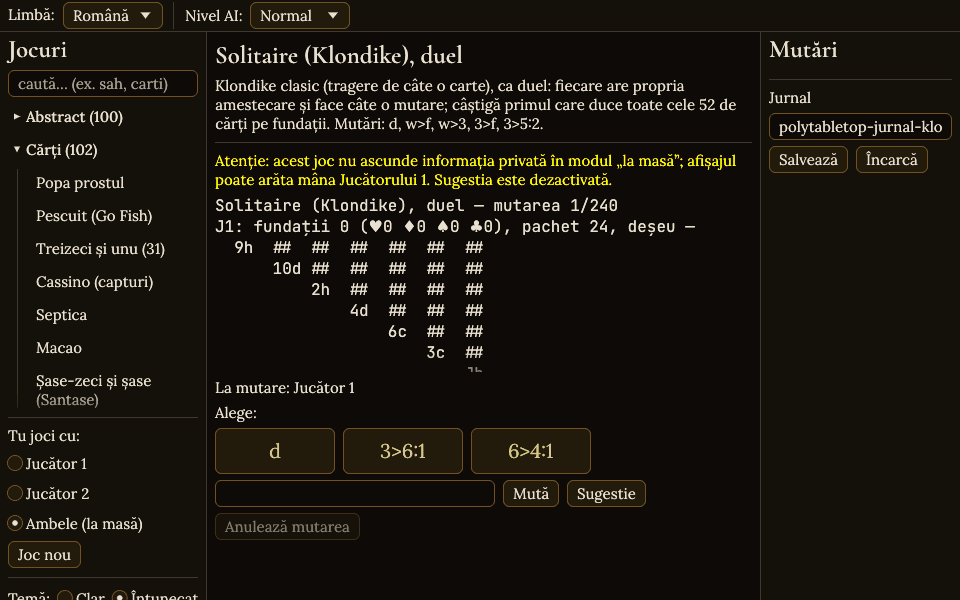 Limbă: Română ▼ Nivel AI: Normal ▼
Jocuri
caută... (ex. sah, carti)
▸ Abstract (100)
▾ Cărți (102)
Popa prostul
Pescuit (Go Fish)
Treizeci și unu (31)
Cassino (capturi)
Septica
Macao
Șase-zeci și șase
(Santase)
Tu joci cu:
Jucător 1
Jucător 2
Ambele (la masă)
Joc nou
Temă: Clar Întunecat
Solitaire (Klondike), duel
Klondike clasic (tragere de câte o carte), ca duel: fiecare are propria
amestecare și face câte o mutare; câștigă primul care duce toate cele 52 de
cărți pe fundații. Mutări: d, w>f, w>3, 3>f, 3>5:2.
Atenție: acest joc nu ascunde informația privată în modul „la masă”; afișajul
poate arăta mâna Jucătorului 1. Sugestia este dezactivată.
Solitaire (Klondike), duel — mutarea 1/240
J1: fundații 0 (♥0 ♦0 ♠0 ♣0), pachet 24, deșeu —
9h ## ## ## ## ## ##
10d ## ## ## ## ##
2h ## ## ## ##
4d ## ## ##
6c ## ##
3c ##
La mutare: Jucător 1
Alege:
d 3>6:1 6>4:1
Mută Sugestie
Anulează mutarea
Mutări
Jurnal
polytabletop-jurnal-klo
Salvează Încarcă